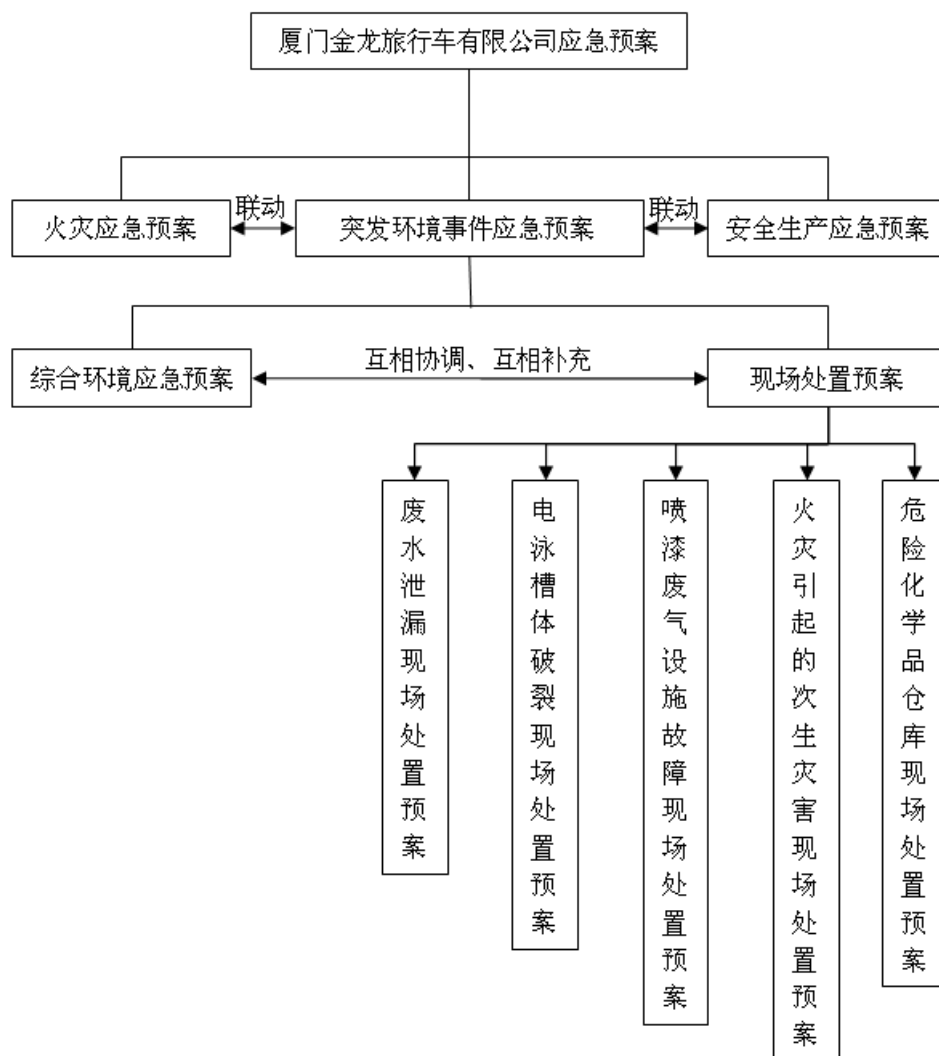 厦门金龙旅行车有限公司应急预案
联动
联动
火灾应急预案
突发环境事件应急预案
安全生产应急预案
互相协调、互相补充
综合环境应急预案
现场处置预案
废水泄漏现场处置预案
电泳槽体破裂现场处置预案
喷漆废气设施故障现场处置预案
火灾引起的次生灾害现场处置预案
危险化学品仓库现场处置预案